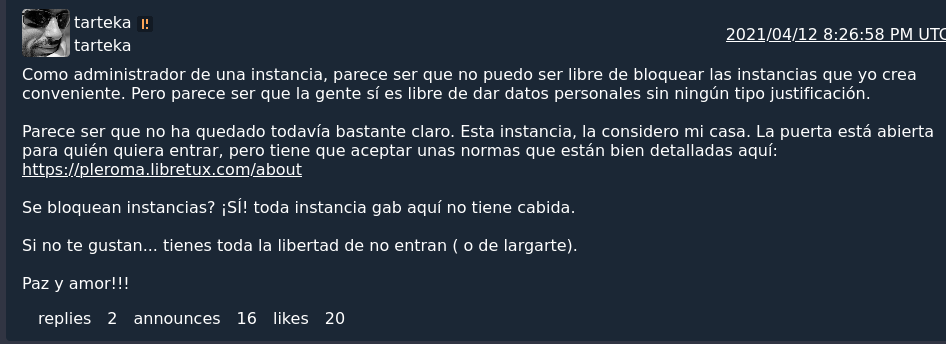 tarteka
tarteka
2021/04/12 8:26:58 PM UTC
Como administrador de una instancia, parece ser que no puedo ser libre de bloquear las instancias que yo crea
conveniente. Pero parece ser que la gente sí es libre de dar datos personales sin ningún tipo justificación.
Parece ser que no ha quedado todavía bastante claro. Esta instancia, la considero mi casa. La puerta está abierta
para quién quiera entrar, pero tiene que aceptar unas normas que están bien detalladas aquí:
https://pleroma.libretux.com/about
Se bloquean instancias? ¡SÍ! toda instancia gab aquí no tiene cabida.
Si no te gustan... tienes toda la libertad de no entran ( o de largarte).
Paz y amor!!!
replies 2 announces 16 likes 20